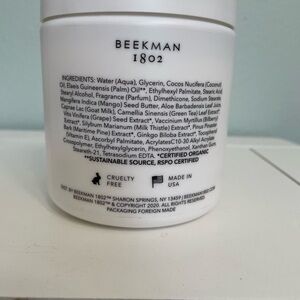 BEEKMAN
1802
INGREDIENTS: Water (Aqua), Glycerin, Cocos Nucifera (Coconut)
Oil, Elaeis Guineensis (Palm) Oil**, Ethylhexyl Palmitate, Stearic Acid,
Stearyl Alcohol, Fragrance (Parfum), Dimethicone, Sodium Stearate,
Mangifera Indica (Mango) Seed Butter, Aloe Barbadensis Leaf Juice,
Caprae Lac (Goat Milk), Camellia Sinensis (Green Tea) Leaf Extract*,
Vitis Vinifera (Grape) Seed Extract*, Vaccinium Myrtillus (Bilberry)
Extract*, Silybum Marianum (Milk Thistle) Extract*, Pinus Pinaster
Bark (Maritime Pine) Extract*, Ginkgo Biloba Extract*, Tocopheryl
Ascorbyl Palmitate, Acrylates/C10-30 Alkyl Acrylate
Crosspolymer, Ethylhexylglycerin, Phenoxyethanol, Xanthan Gum,
Steareth-21, Tetrasodium EDTA. *CERTIFIED ORGANIC
**SUSTAINABLE SOURCE, RSPO CERTIFIED
CRUELTY
FREE
MADE IN
USA
DIST. BY BEEKMAN 1802™ SHARON SPRINGS, NY 13459 | BEEKMAN1802.COM
BEEKMAN 1802™ & COPYRIGHT 2020. ALL RIGHTS RESERVED
PACKAGING FOREIGN MADE